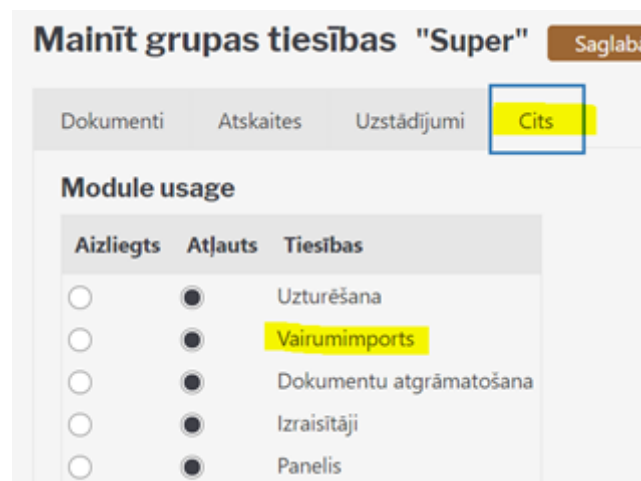 Mainīt grupas tiesības "Super"
Dokumenti Atskaites Uzstādījumi Cits
Module usage
Aizliegts Atļauts Tiesības
Uzturēšana
Vairumimports
Dokumentu atgrāmatošana
Izraisītāji
Panelis